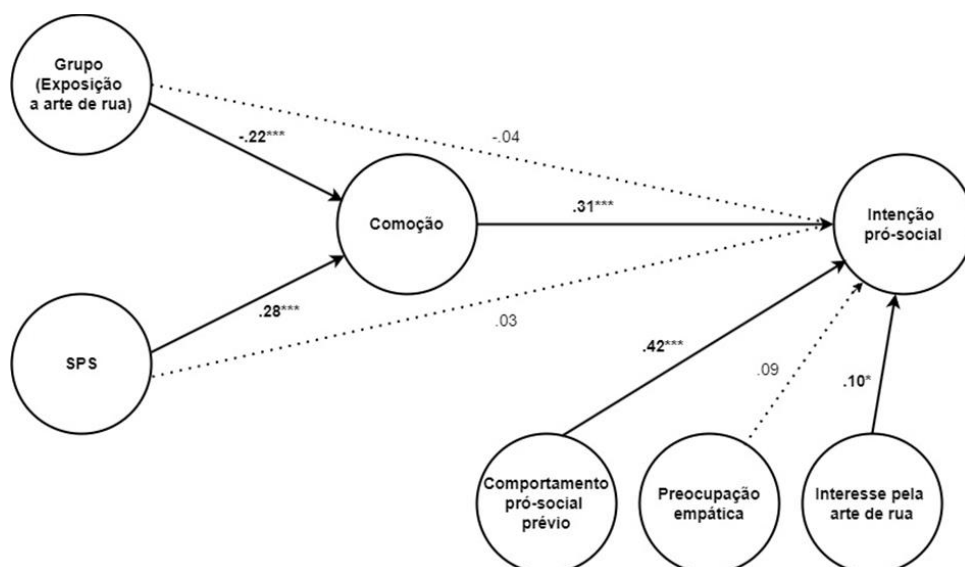 Grupo
(Exposição
a arte de rua)
-.22***
-.04
Comoção
.31***
Intenção
pró-social
.28***
.03
SPS
.42***
.09
.10*
Comportamento
pró-social
prévio
Preocupação
empática
Interesse pela
arte de rua